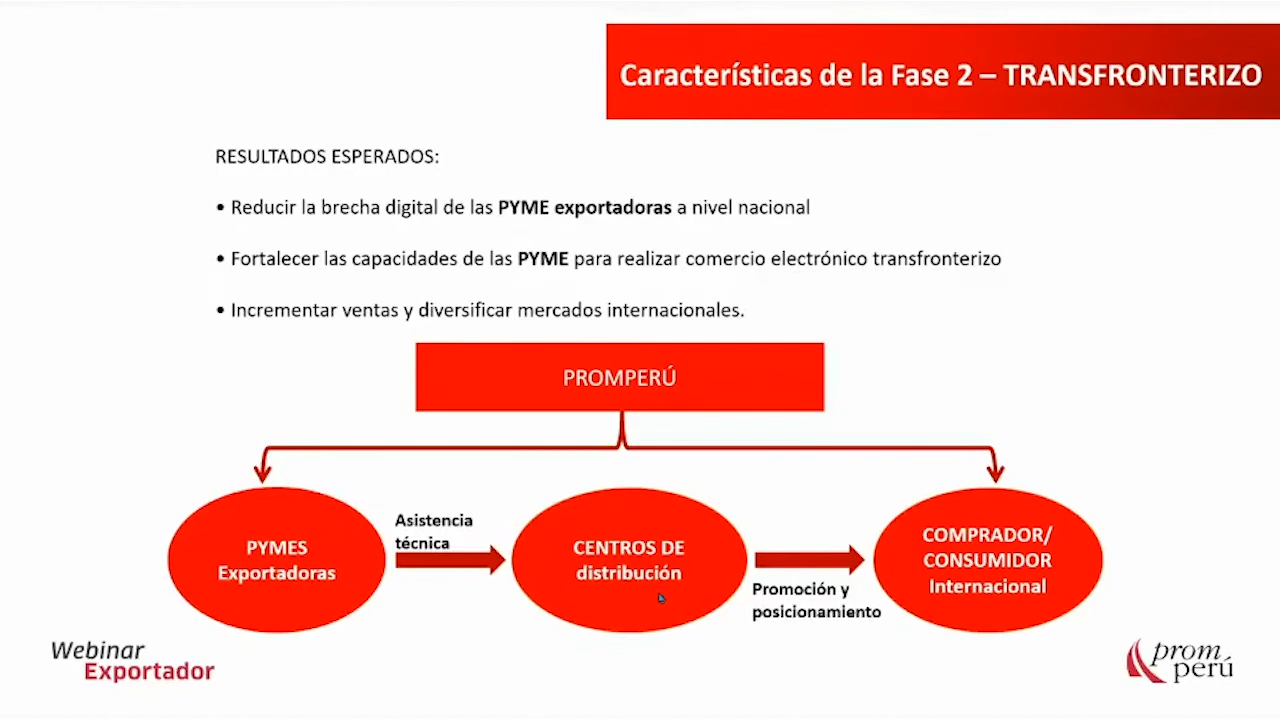 Características de la Fase 2 – TRANSFRONTERIZO
RESULTADOS ESPERADOS:
• Reducir la brecha digital de las PYME exportadoras a nivel nacional
• Fortalecer las capacidades de las PYME para realizar comercio electrónico transfronterizo
• Incrementar ventas y diversificar mercados internacionales.
PROMPERÚ
PYMES
Exportadoras
Asistencia
técnica
CENTROS DE
distribución
Promoción y
posicionamiento
COMPRADOR/
CONSUMIDOR
Internacional
Webinar
Exportador
prom
perú